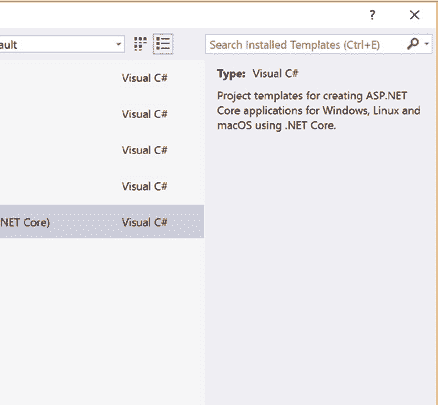 ?
ault
Search Installed Templates (Ctrl+E)
Visual C#
Type: Visual C#
Project templates for creating ASP.NET
Core applications for Windows, Linux and
macOS using .NET Core.
Visual C#
Visual C#
Visual C#
NET Core) Visual C#